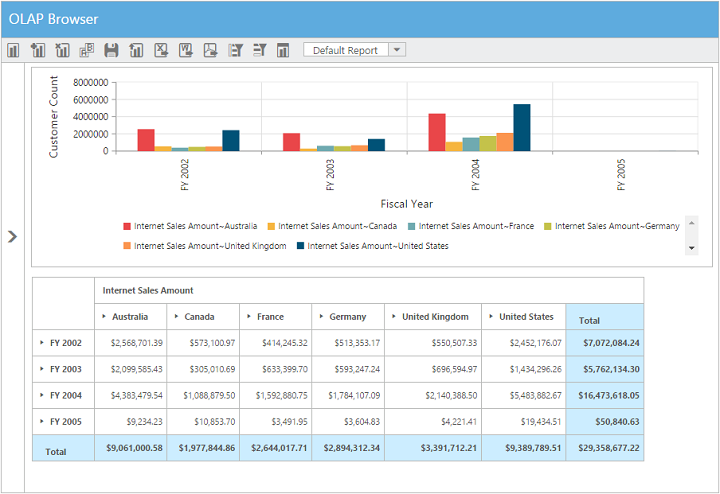 OLAP Browser
Default Report
Customer Count
8000000
6000000
4000000
2000000
0
FY 2002
FY 2003
FY 2004
FY 2005
Fiscal Year
Internet Sales Amount~Australia Internet Sales Amount~Canada Internet Sales Amount~France Internet Sales Amount~Germany
Internet Sales Amount~United Kingdom Internet Sales Amount~United States
Internet Sales Amount
Australia Canada France Germany United Kingdom United States Total
FY 2002 $2,568,701.39 $573,100.97 $414,245.32 $513,353.17 $550,507.33 $2,452,176.07 $7,072,084.24
FY 2003 $2,099,585.43 $305,010.69 $633,399.70 $593,247.24 $696,594.97 $1,434,296.26 $5,762,134.30
FY 2004 $4,383,479.54 $1,088,879.50 $1,592,880.75 $1,784,107.09 $2,140,388.50 $5,483,882.67 $16,473,618.05
FY 2005 $9,234.23 $10,853.70 $3,491.95 $3,604.83 $4,221.41 $19,434.51 $50,840.63
Total $9,061,000.58 $1,977,844.86 $2,644,017.71 $2,894,312.34 $3,391,712.21 $9,389,789.51 $29,358,677.22